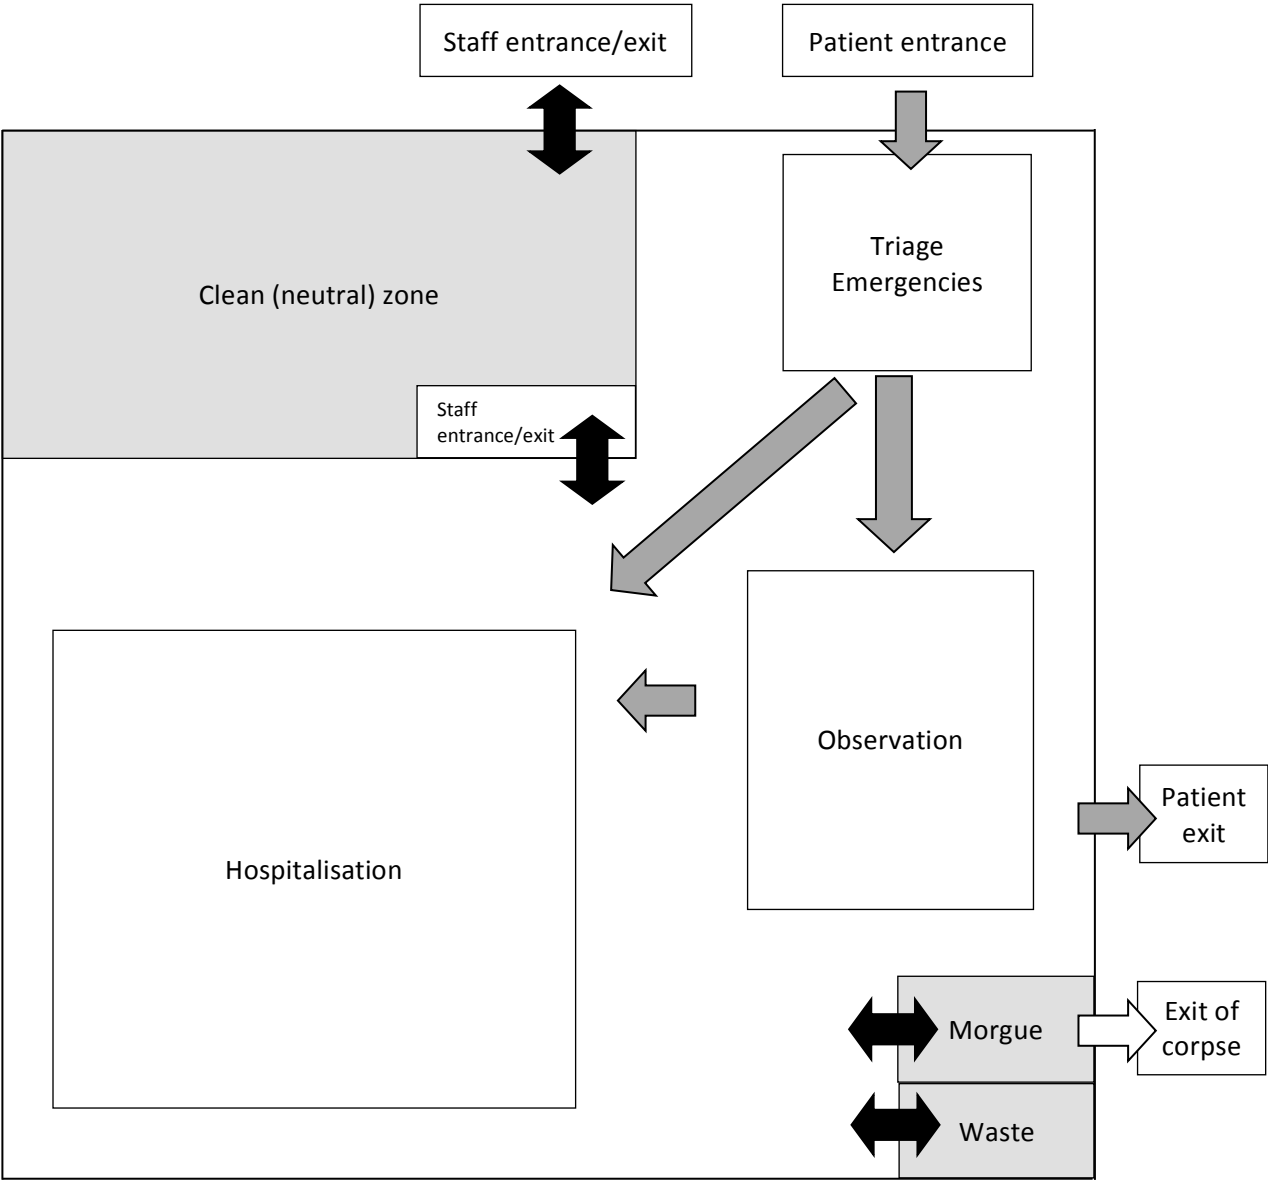 Staff entrance/exit
Patient entrance
Triage
Emergencies
Clean (neutral) zone
Staff
entrance/exit
Observation
Patient
exit
Hospitalisation
Morgue
Exit of
corpse
Waste